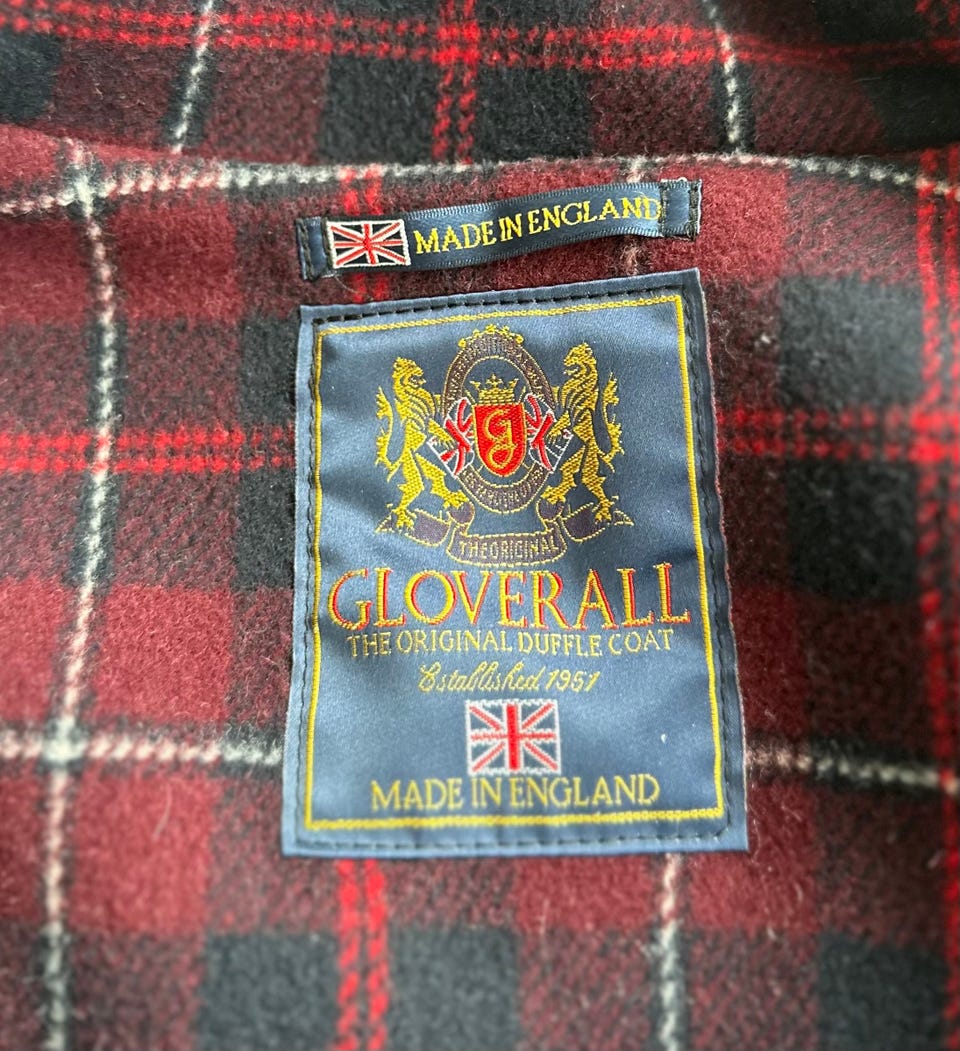 MADE IN ENGLAND
G
THE ORIGINAL
GLOVERALL
THE ORIGINAL DUFFLE COAT
Established 1951
MADE IN ENGLAND